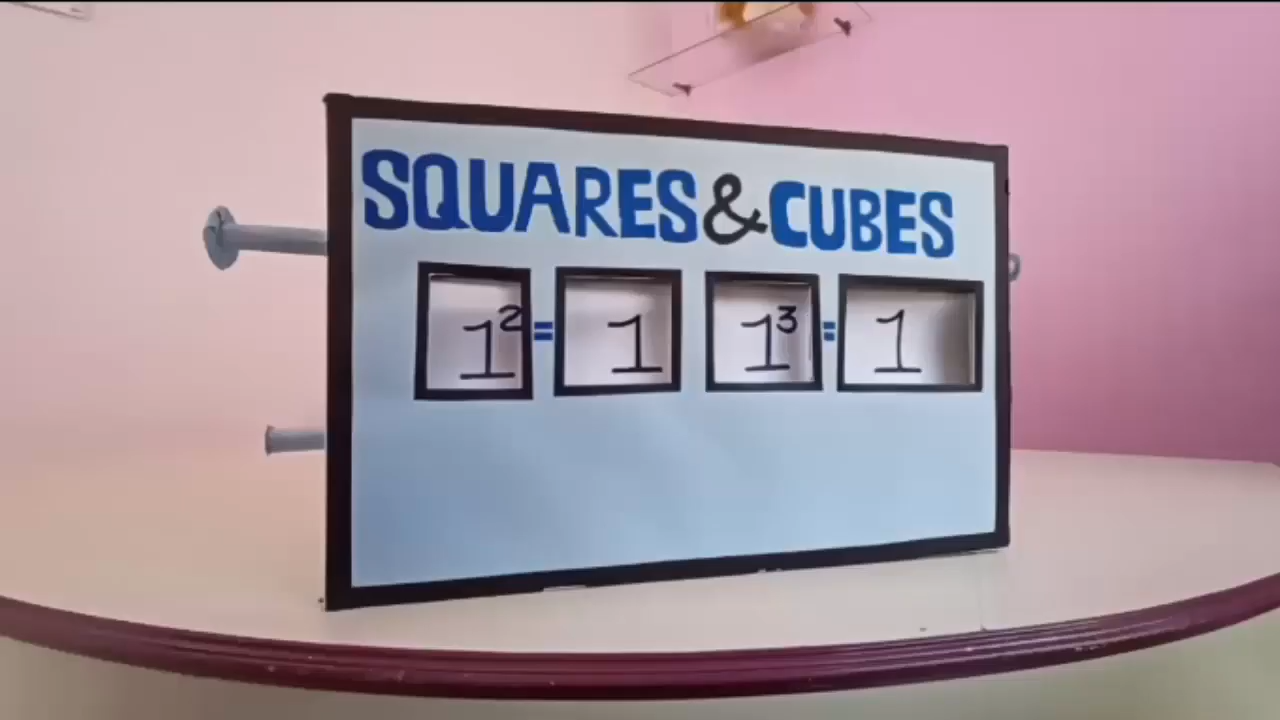 SQUARES & CUBES
1² = 1 1³ = 1